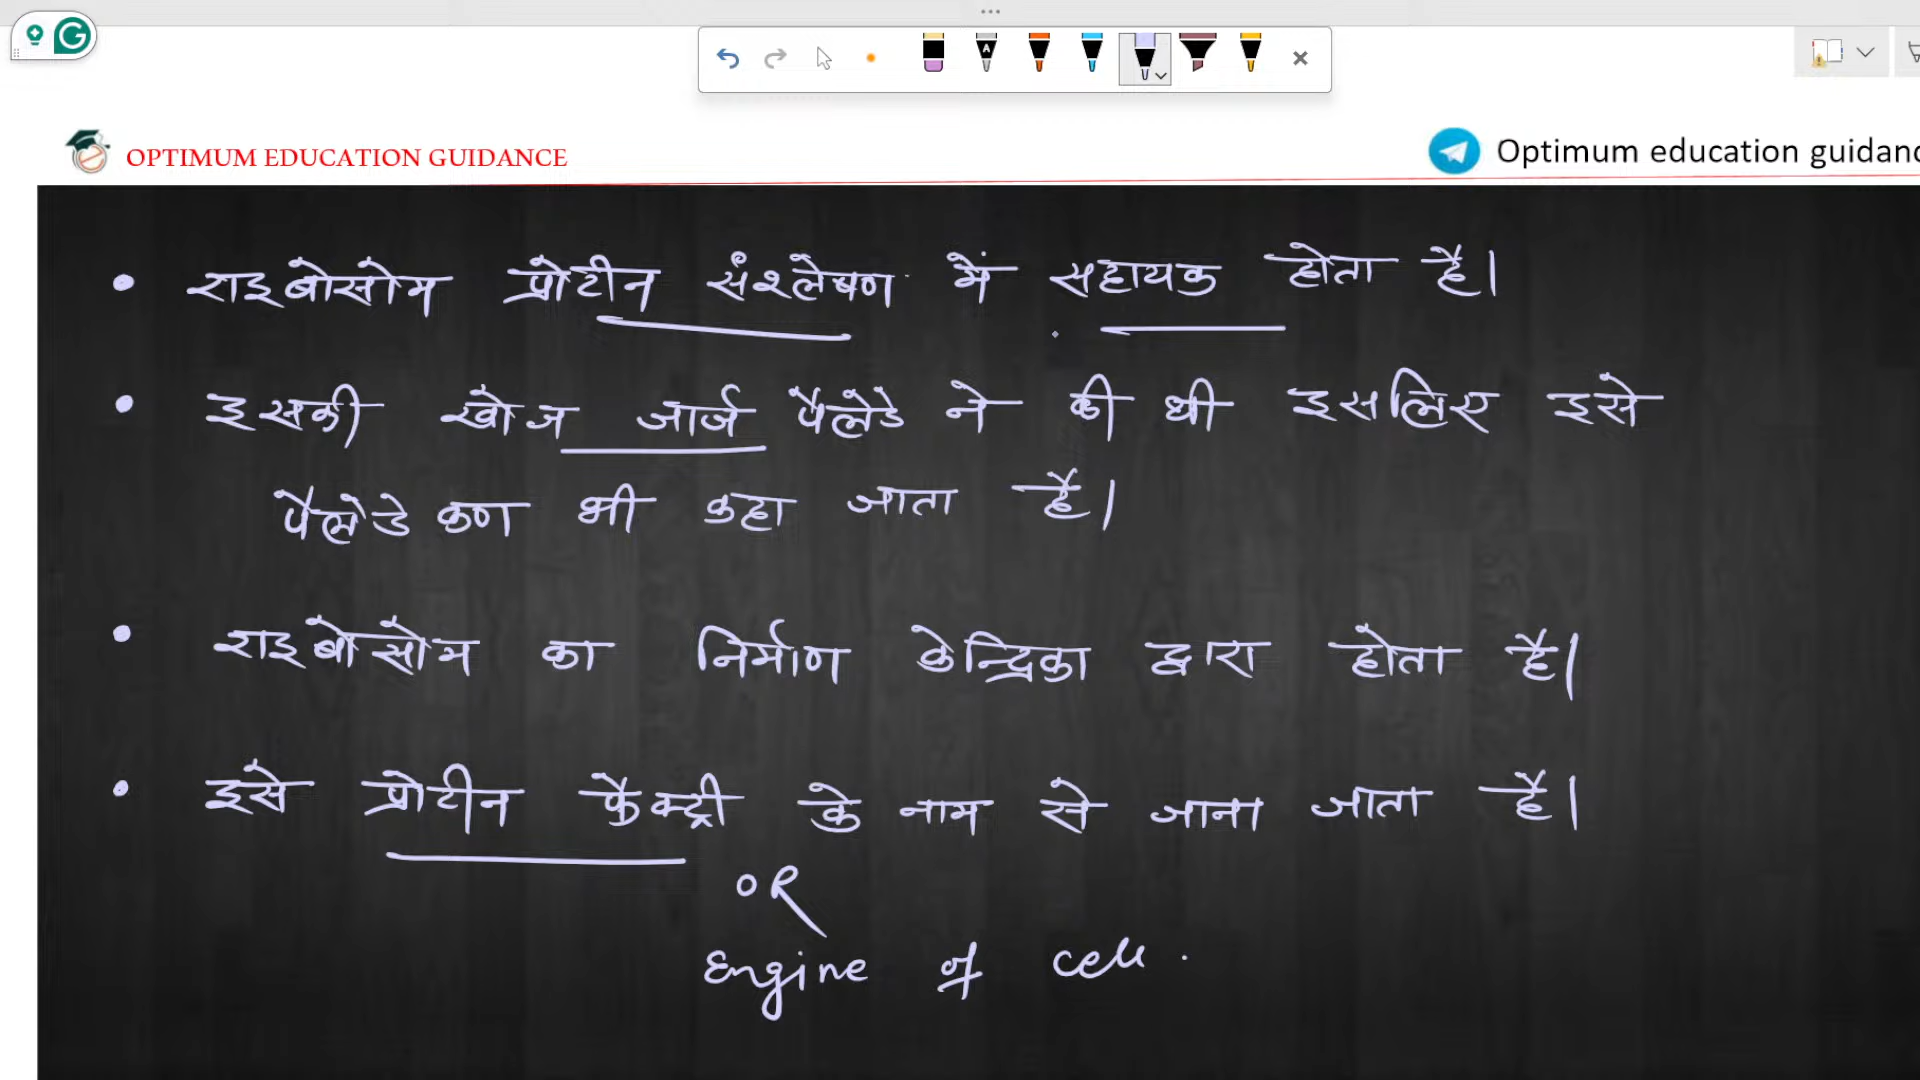 OPTIMUM EDUCATION GUIDANCE
Optimum education guidanc
• राइबोसोम प्रोटीन संश्लेषण में सहायक होता है।
• इसकी खोज जार्ज पैलेडे ने की थी इसलिए इसे
पैलेडे कण भी कहा जाता है।
• राइबोसोम का निर्माण केन्द्रिका द्वारा होता है।
• इसे प्रोटीन फैक्ट्री के नाम से जाना जाता है।
OR
Engine of cell.